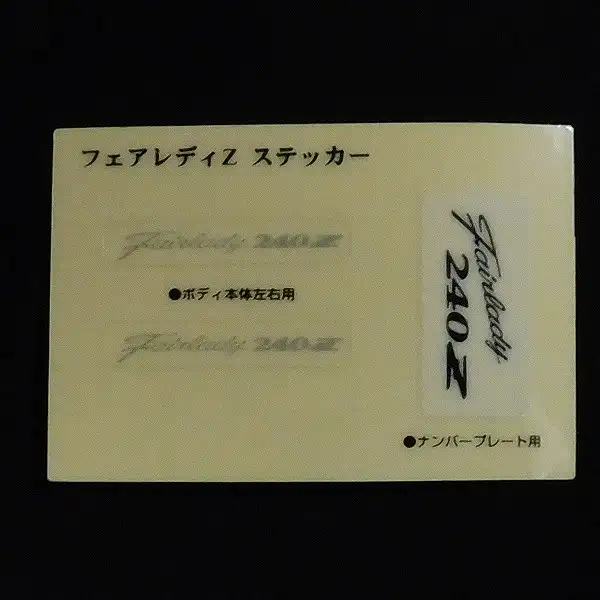 フェアレディZ ステッカー
Fairlady 240Z
●ボディ本体左右用
Fairlady 240Z
Fairlady
240Z
●ナンバープレート用